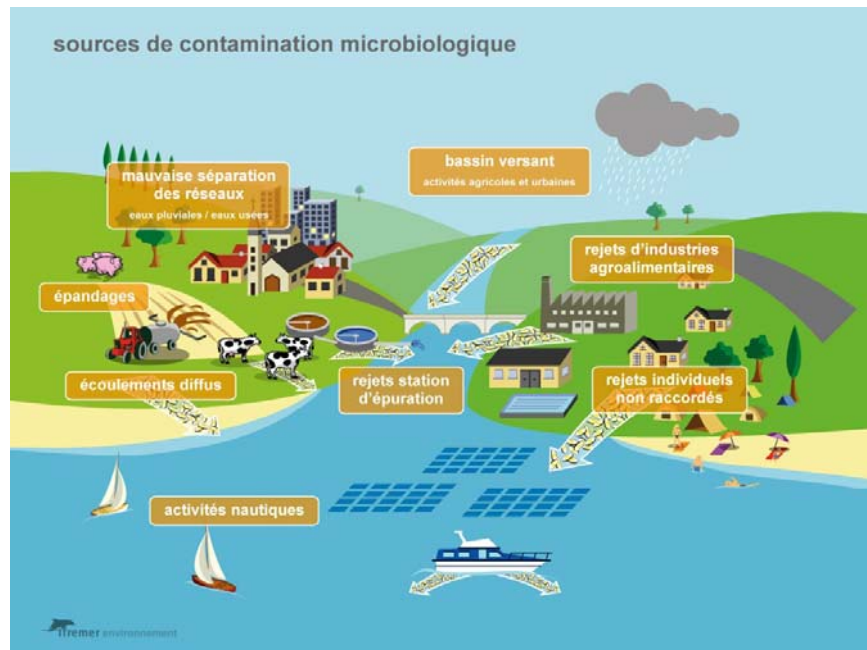 sources de contamination microbiologique
mauvaise séparation
des réseaux
eaux pluviales / eaux usées
bassin versant
activités agricoles et urbaines
rejets d'industries
agroalimentaires
épandages
écoulements diffus
rejets station
d'épuration
rejets individuels
non raccordés
activités nautiques
ifremer environnement